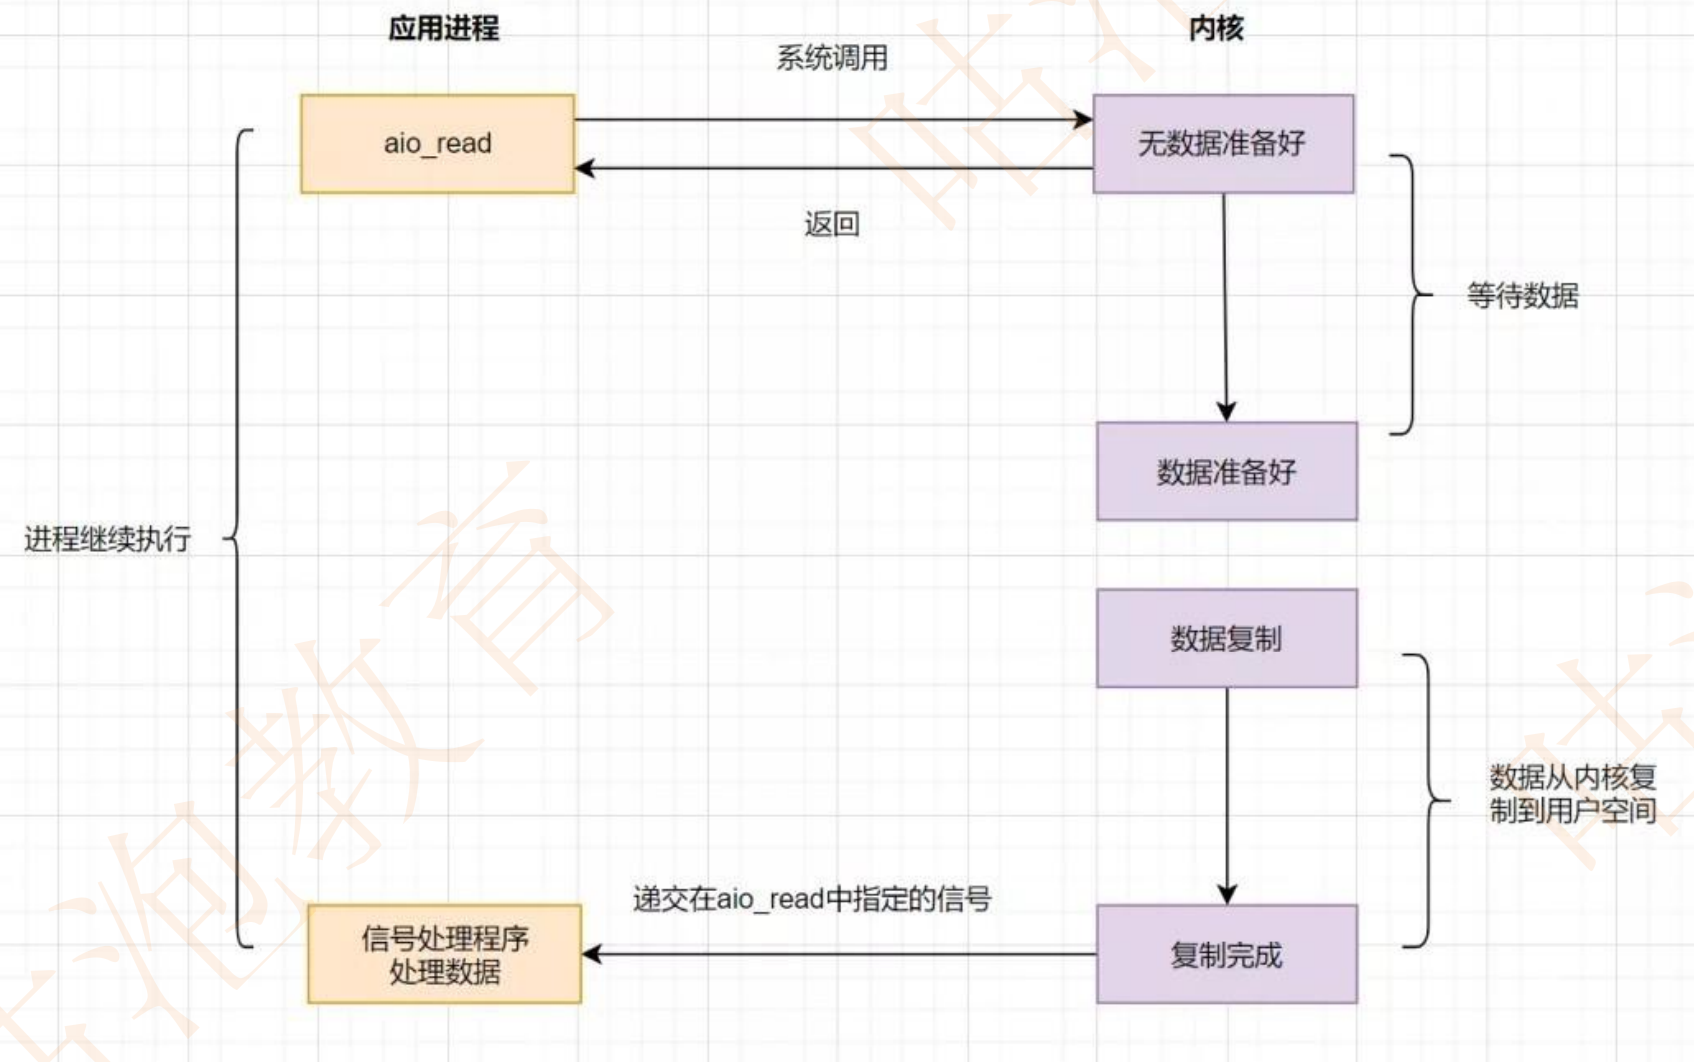 应用进程
内核
系统调用
aio_read
无数据准备好
返回
等待数据
数据准备好
进程继续执行
数据复制
数据从内核复
制到用户空间
递交在aio_read中指定的信号
信号处理程序
处理数据
复制完成
泡教育
咕